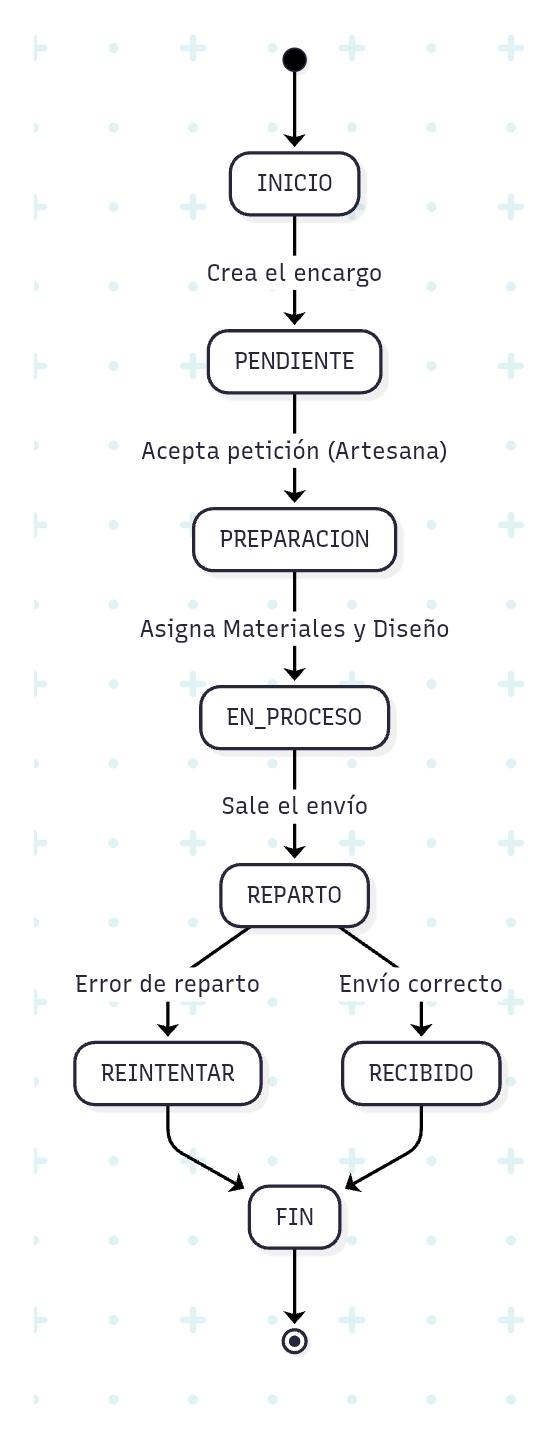 INICIO
Crea el encargo
PENDIENTE
Acepta petición (Artesana)
PREPARACION
Asigna Materiales y Diseño
EN_PROCESO
Sale el envío
REPARTO
Error de reparto
Envío correcto
REINTENTAR
RECIBIDO
FIN